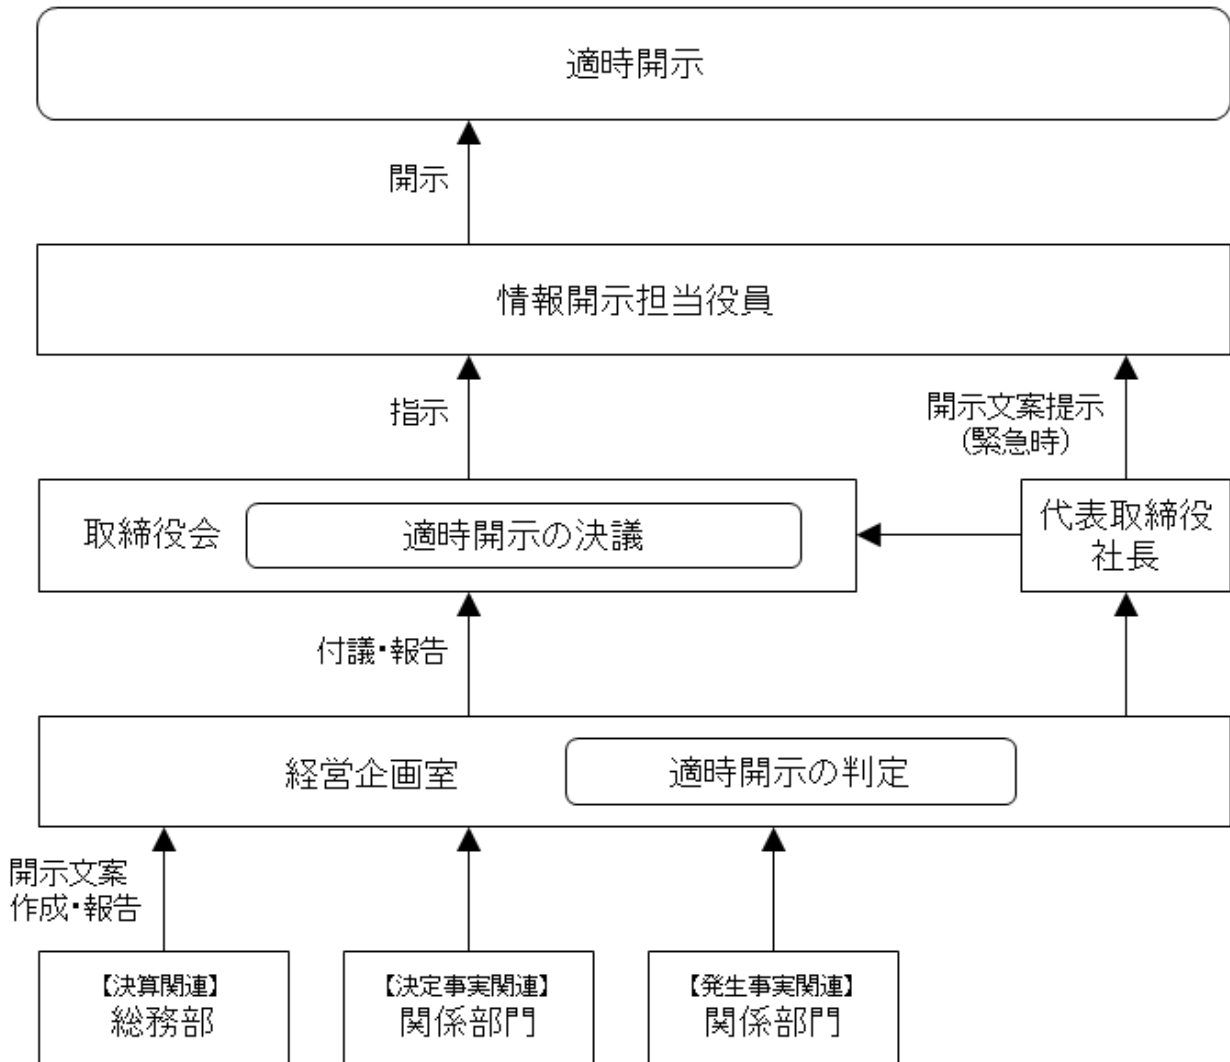 適時開示
開示
情報開示担当役員
指示
開示文案提示
(緊急時)
取締役会
適時開示の決議
代表取締役
社長
付議・報告
経営企画室
適時開示の判定
開示文案
作成・報告
【決算関連】
総務部
【決定事実関連】
関係部門
【発生事実関連】
関係部門